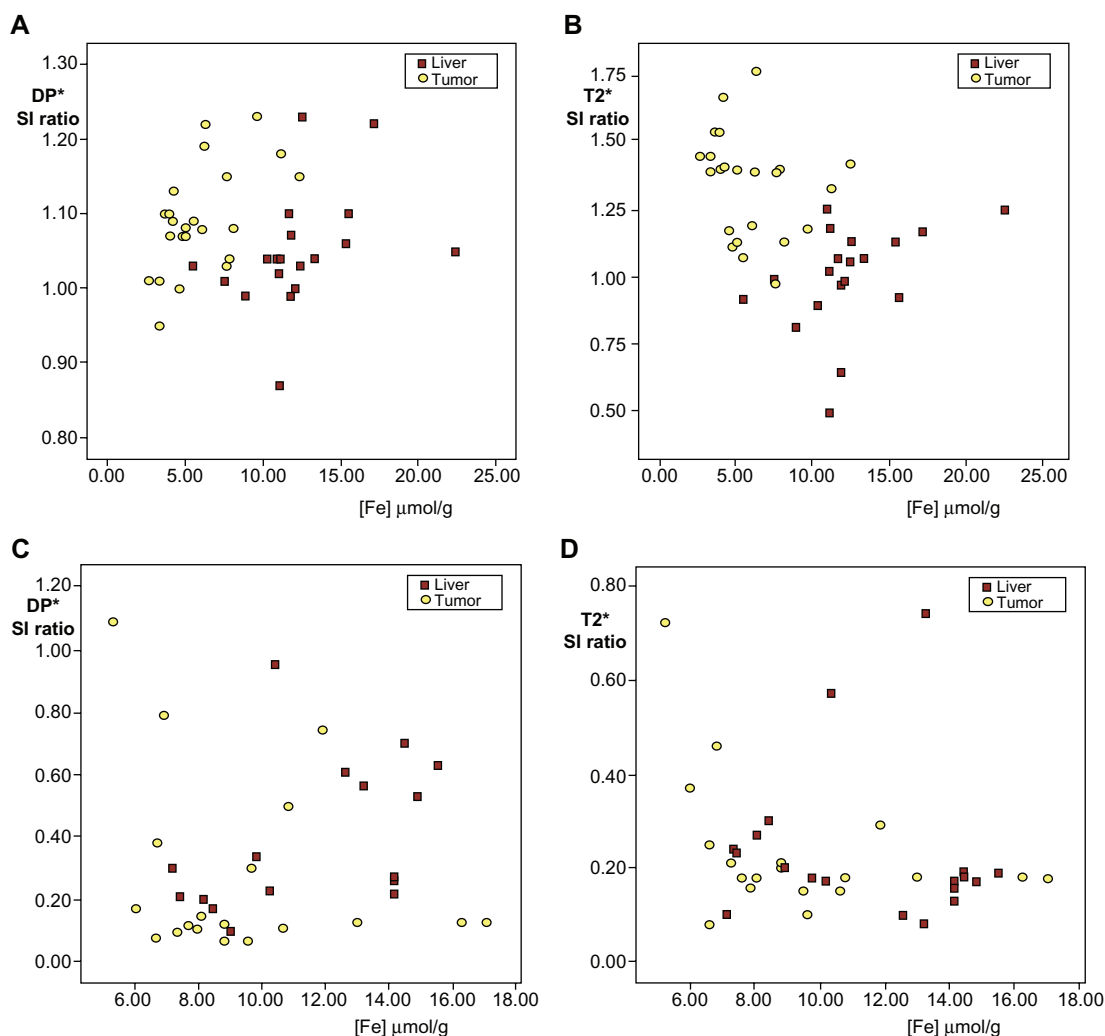 A
1.30
DP*
SI ratio
1.20
1.10
1.00
0.90
0.80
0.00 5.00 10.00 15.00 20.00 25.00
[Fe] μmol/g
Liver
Tumor
B
1.75
T2*
SI ratio
1.50
1.25
1.00
0.75
0.50
0.00 5.00 10.00 15.00 20.00 25.00
[Fe] μmol/g
Liver
Tumor
C
1.20
DP*
SI ratio
1.00
0.80
0.60
0.40
0.20
0.00
6.00 8.00 10.00 12.00 14.00 16.00 18.00
[Fe] μmol/g
Liver
Tumor
D
0.80
T2*
SI ratio
0.60
0.40
0.20
0.00
6.00 8.00 10.00 12.00 14.00 16.00 18.00
[Fe] μmol/g
Liver
Tumor